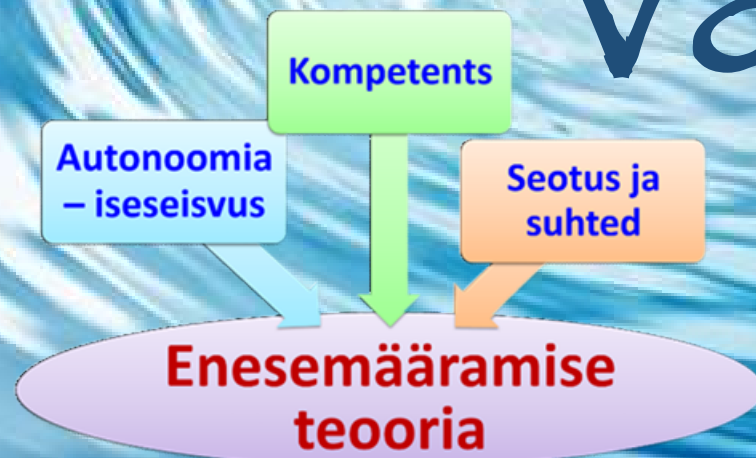 Kompetents
Autonoomia
– iseseisvus
Seotus ja
suhted
Enesemääramise
teooria